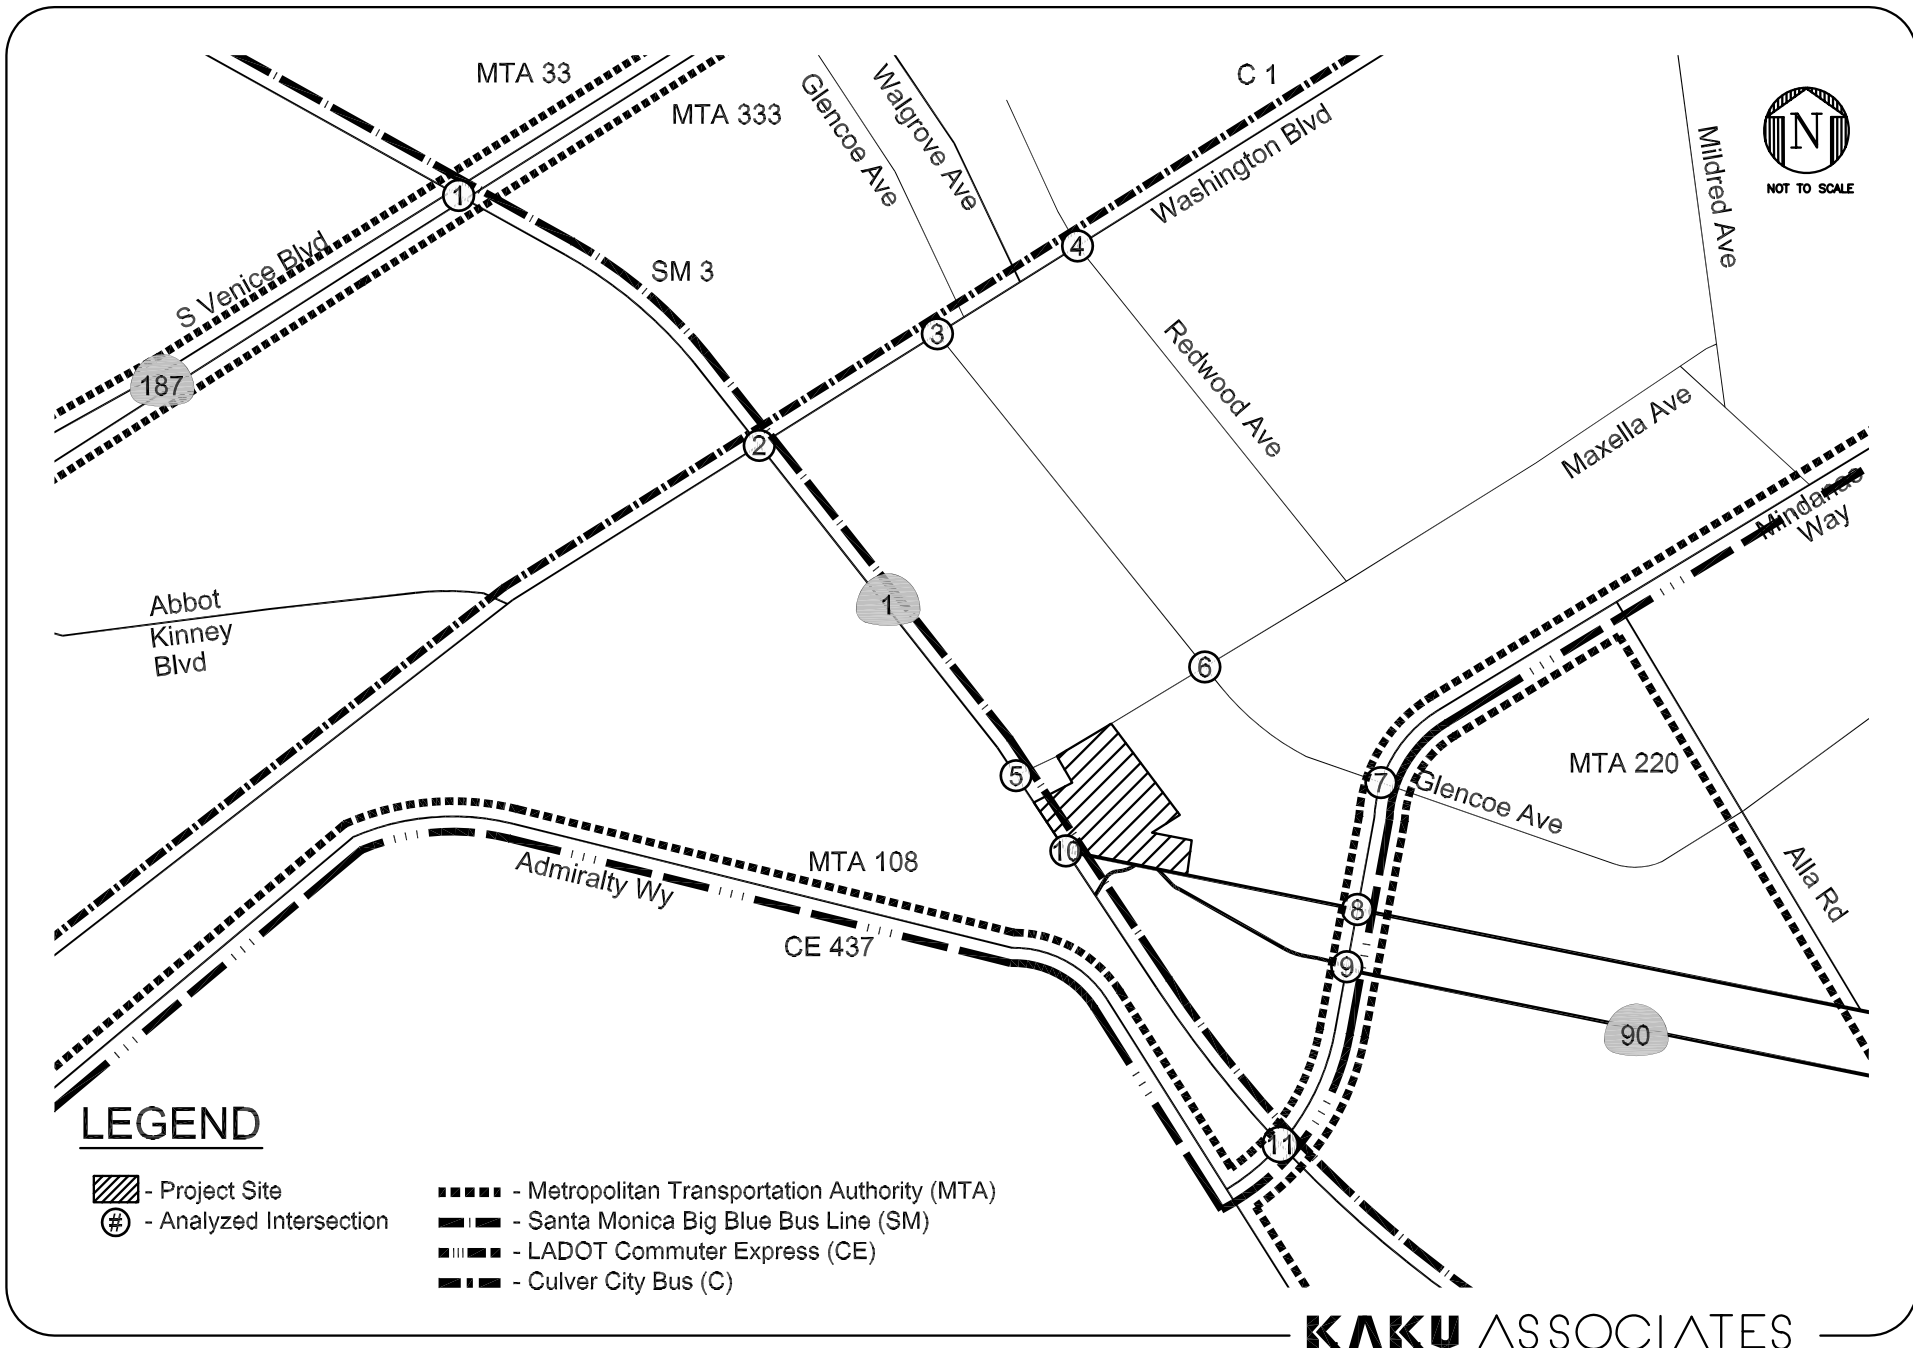 MTA 33
C 1
MTA 333
Glencoe Ave
Walgrove Ave
Washington Blvd
Mildred Ave
N
NOT TO SCALE
1
S Venice Blvd
SM 3
4
3
187
Redwood Ave
2
Maxella Ave
Mindanao
Way
1
Abbot
Kinney
Blvd
6
5
7
MTA 220
Glencoe Ave
10
MTA 108
Admiralty Wy
CE 437
8
Alla Rd
9
90
11
LEGEND
- Project Site
# - Analyzed Intersection
- Metropolitan Transportation Authority (MTA)
- Santa Monica Big Blue Bus Line (SM)
- LADOT Commuter Express (CE)
- Culver City Bus (C)
KAKU ASSOCIATES